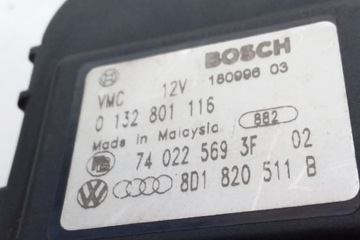 BOSCH
VMC 12V 160996 03
0 132 801 116
Made in Malaysia 882
74 022 569 3F 02
8D1 820 511 B